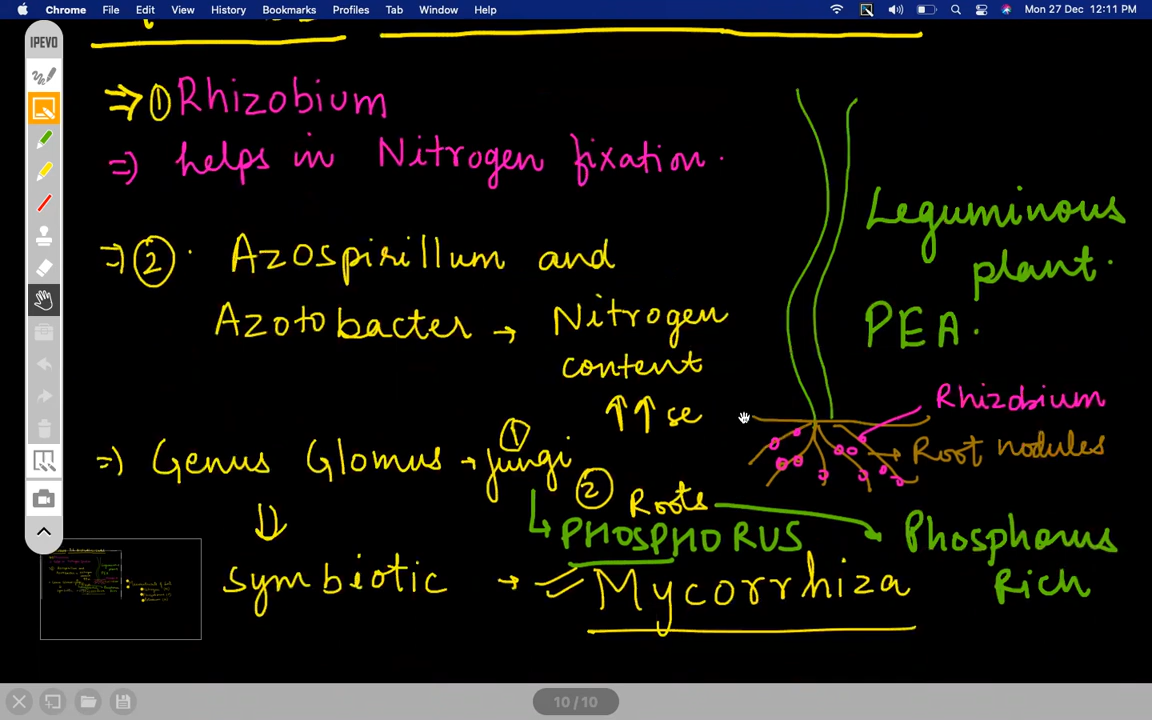 Chrome File Edit View History Bookmarks Profiles Tab Window Help Mon 27 Dec 12:11 PM
IPEVO
⇒ ① Rhizobium
⇒ helps in Nitrogen fixation.
⇒ ② . Azospirillum and
Azotobacter → Nitrogen
content
↑↑ se
Leguminous
plant.
PEA.
Rhizobium
→ Root nodules
⇒ Genus Glomus → fungi ①
② Roots
↳ PHOSPHORUS
Phosphorus
Rich
⇓
symbiotic → Mycorrhiza
10 / 10